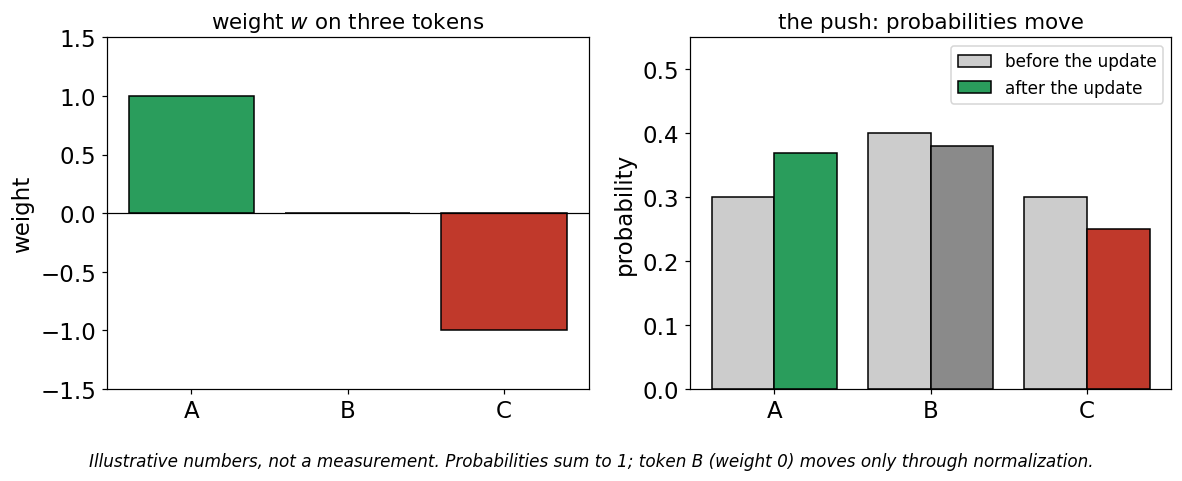 weight w on three tokens
1.5
1.0
0.5
0.0
−0.5
−1.0
−1.5
weight
A
B
C
the push: probabilities move
before the update
after the update
0.5
0.4
0.3
0.2
0.1
0.0
probability
A
B
C
Illustrative numbers, not a measurement. Probabilities sum to 1; token B (weight 0) moves only through normalization.